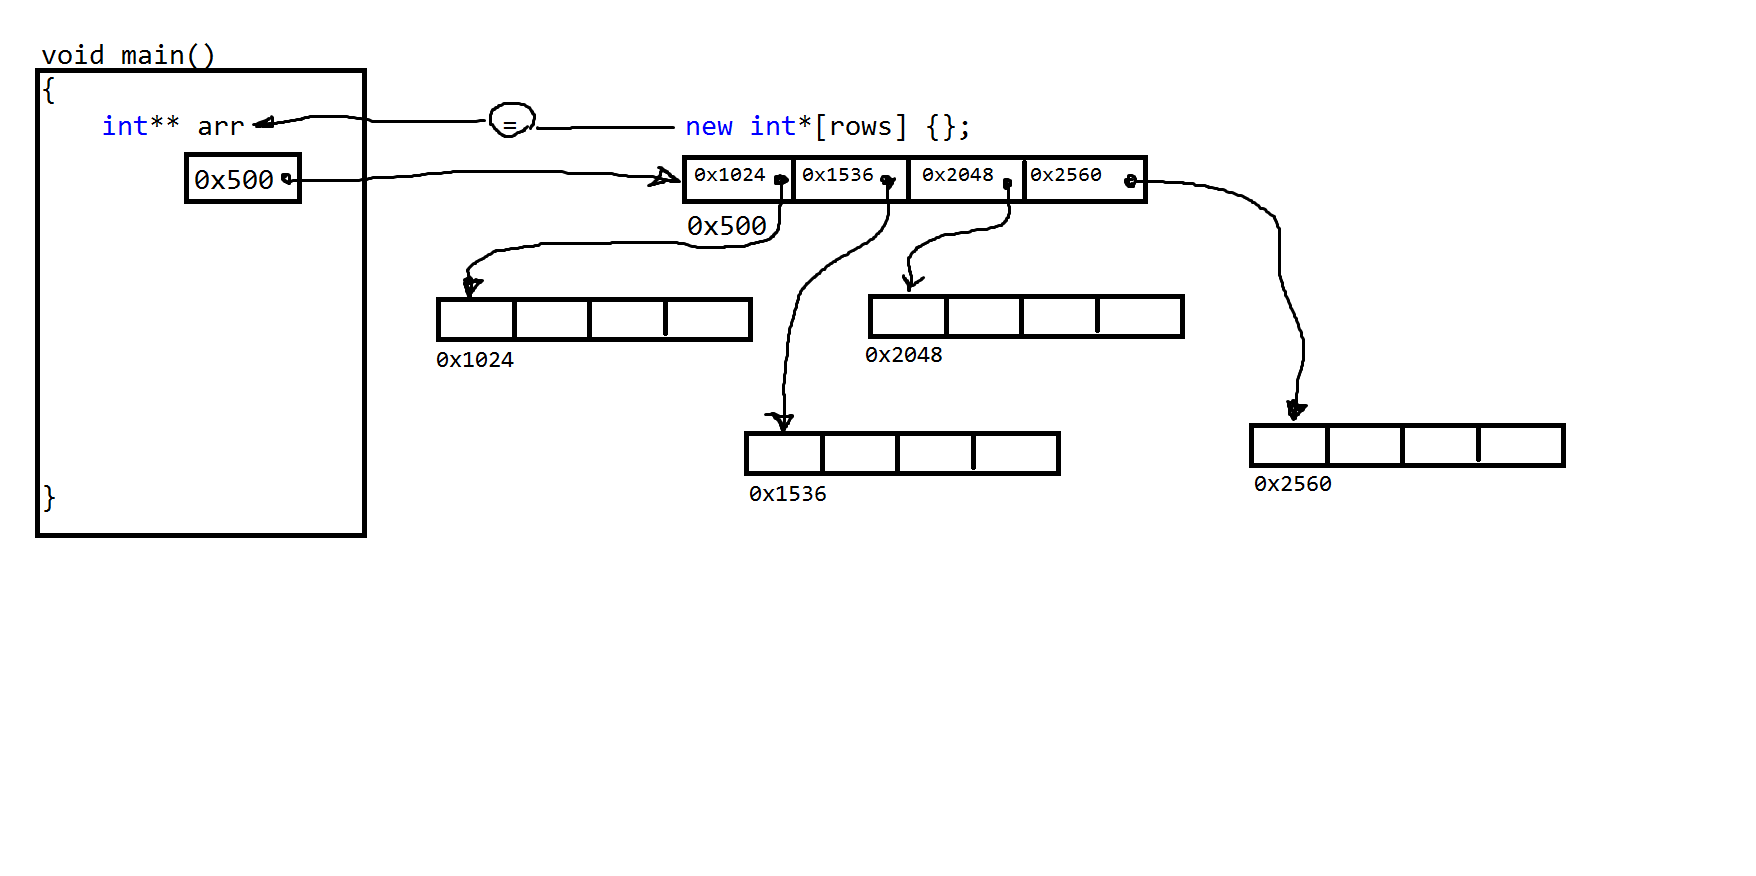 void main()
{
int** arr = new int*[rows] {};
0x500 0x1024 0x1536 0x2048 0x2560
0x500
0x1024 0x2048
0x1536 0x2560
}